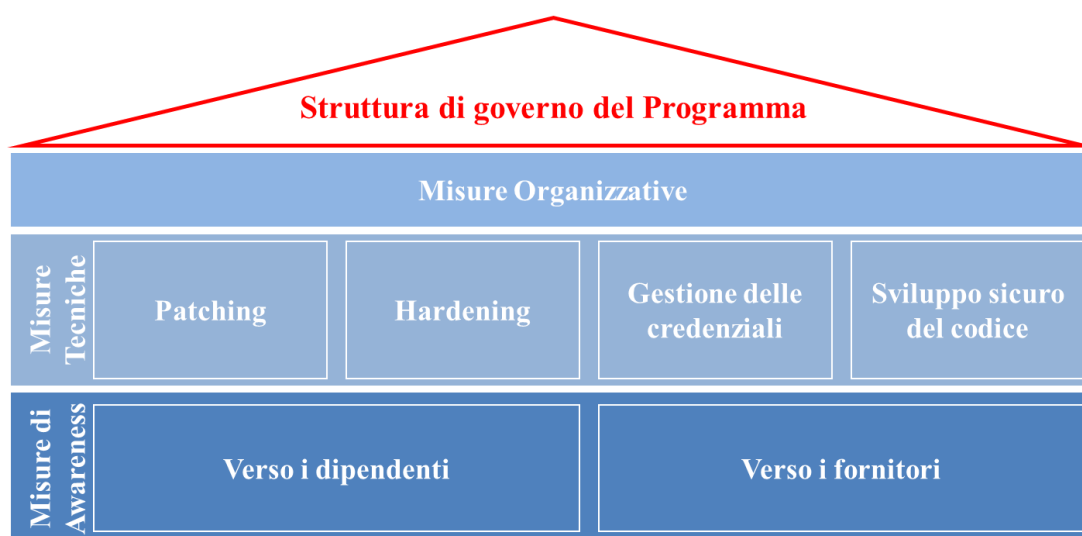 Struttura di governo del Programma
Misure Organizzative
Misure
Tecniche
Patching
Hardening
Gestione delle
credenziali
Sviluppo sicuro
del codice
Misure di
Awareness
Verso i dipendenti
Verso i fornitori